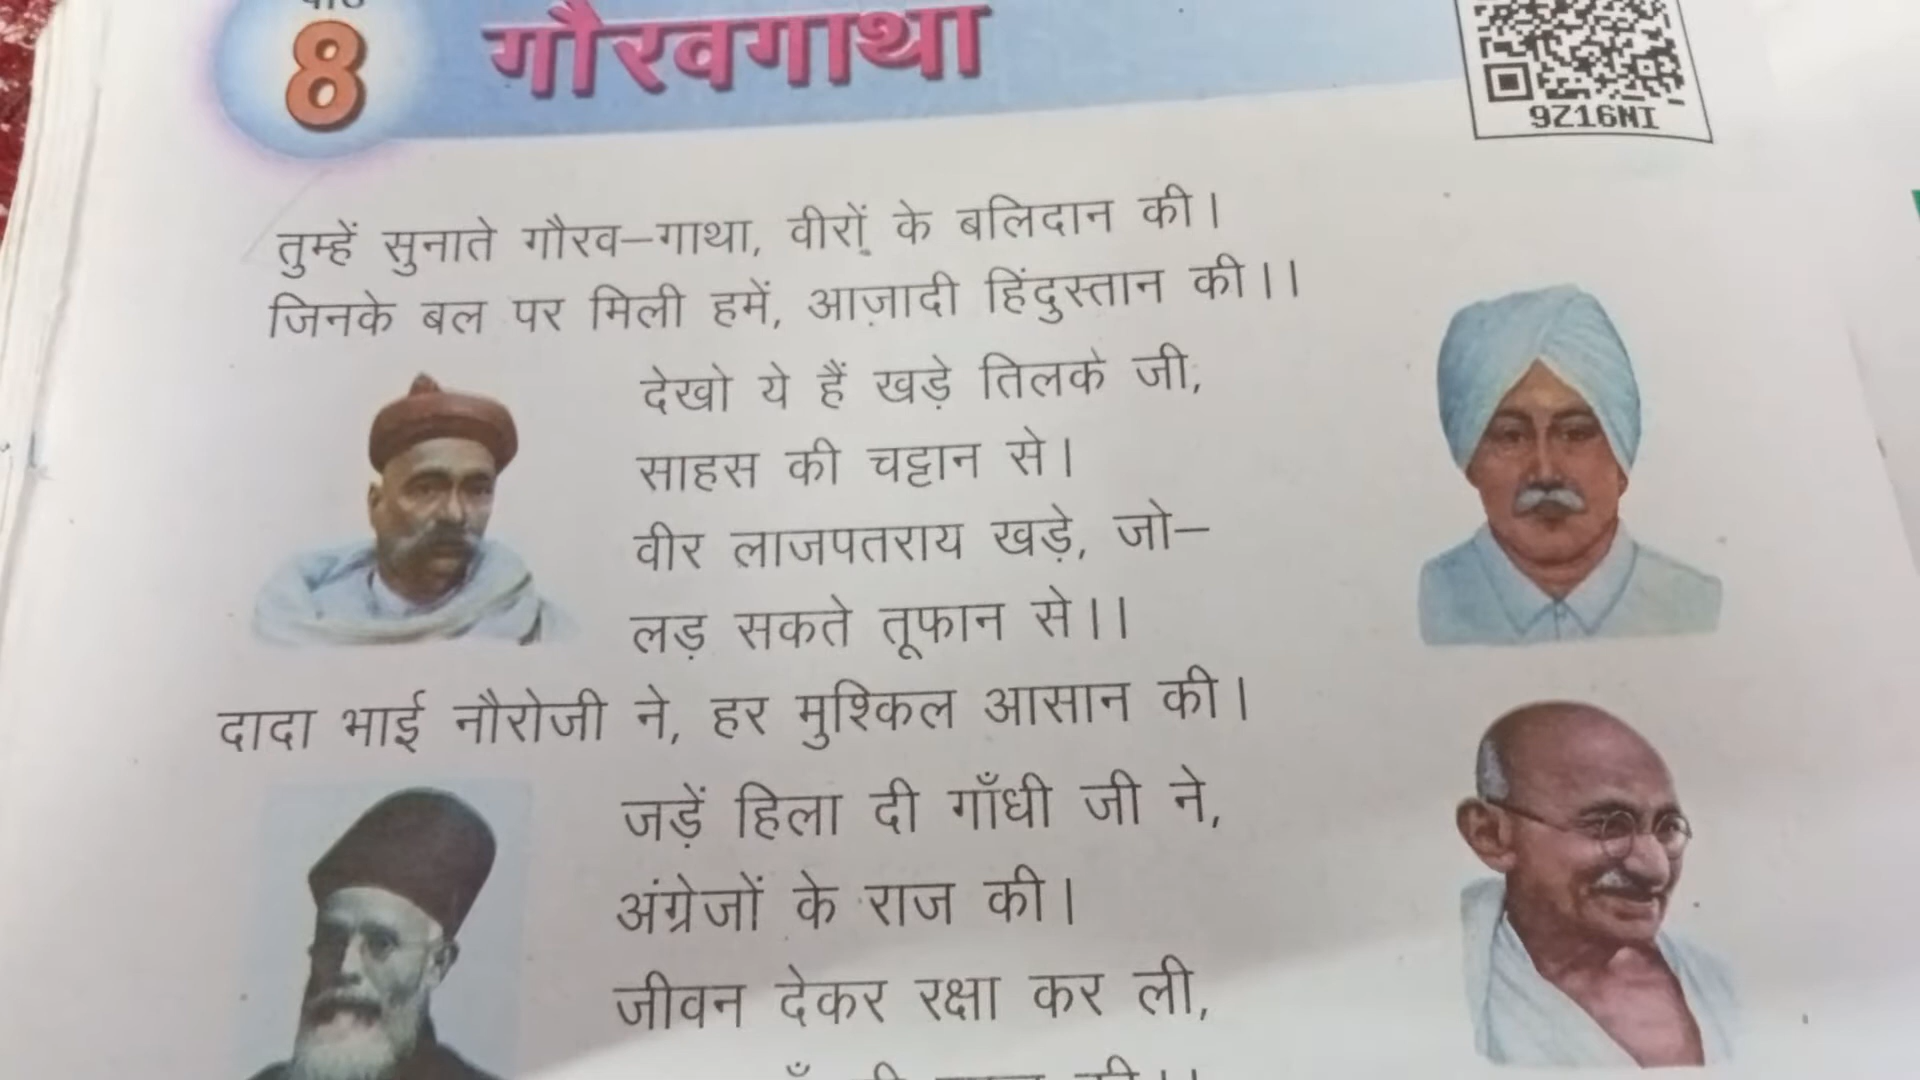 8 गौरवगाथा
9Z16NI
तुम्हें सुनाते गौरव–गाथा, वीरों के बलिदान की।
जिनके बल पर मिली हमें, आज़ादी हिंदुस्तान की।।
देखो ये हैं खड़े तिलक जी,
साहस की चट्टान से।
वीर लाजपतराय खड़े, जो–
लड़ सकते तूफान से।।
दादा भाई नौरोजी ने, हर मुश्किल आसान की।
जड़ें हिला दी गाँधी जी ने,
अंग्रेजों के राज की।
जीवन देकर रक्षा कर ली,